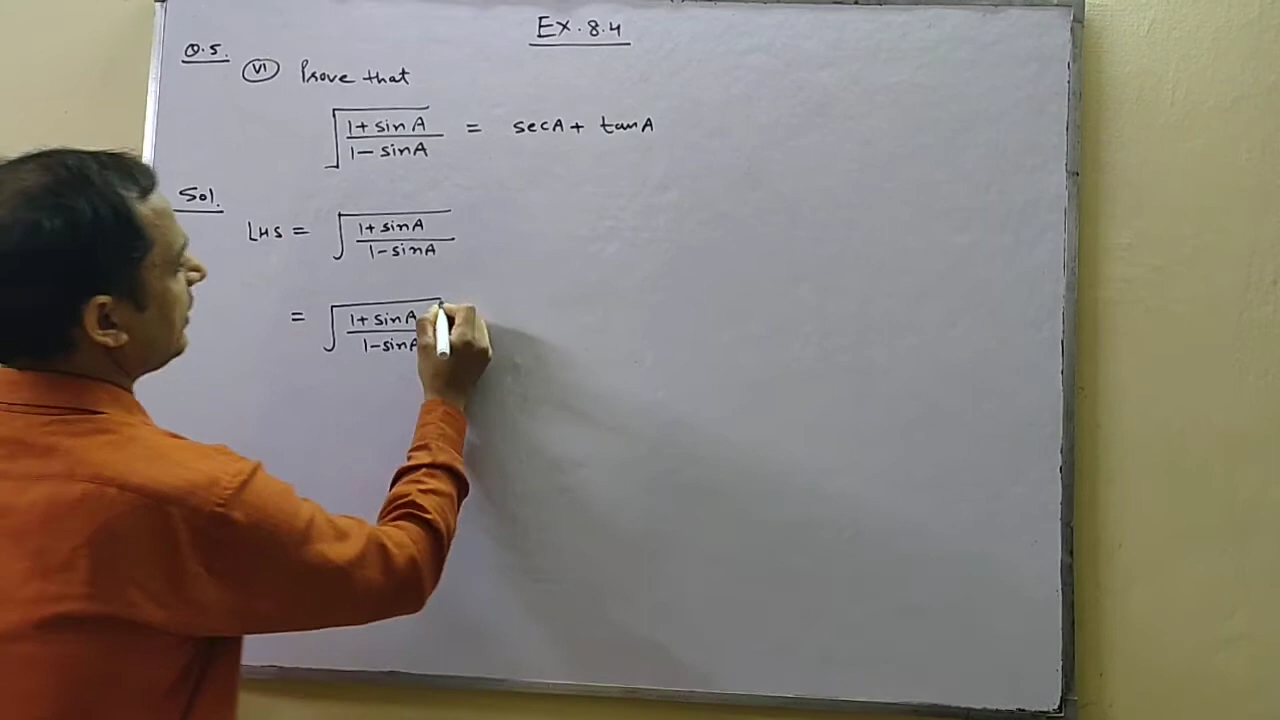 Ex. 8.4
Q.5. (VI) Prove that
√(1 + sinA / 1 - sinA) = secA + tanA
Sol.
LHS = √(1 + sinA / 1 - sinA)
= √(1 + sinA / 1 - sinA